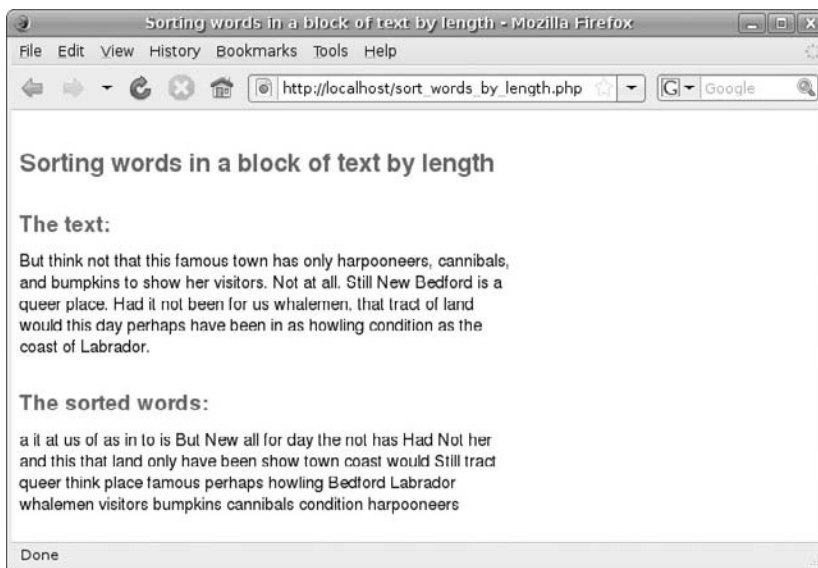 Sorting words in a block of text by length - Mozilla Firefox
File Edit View History Bookmarks Tools Help
http://localhost/sort_words_by_length.php G Google
Sorting words in a block of text by length
The text:
But think not that this famous town has only harpooneers, cannibals,
and bumpkins to show her visitors. Not at all. Still New Bedford is a
queer place. Had it not been for us whalemen, that tract of land
would this day perhaps have been in as howling condition as the
coast of Labrador.
The sorted words:
a it at us of as in to is But New all for day the not has Had Not her
and this that land only have been show town coast would Still tract
queer think place famous perhaps howling Bedford Labrador
whalemen visitors bumpkins cannibals condition harpooneers
Done